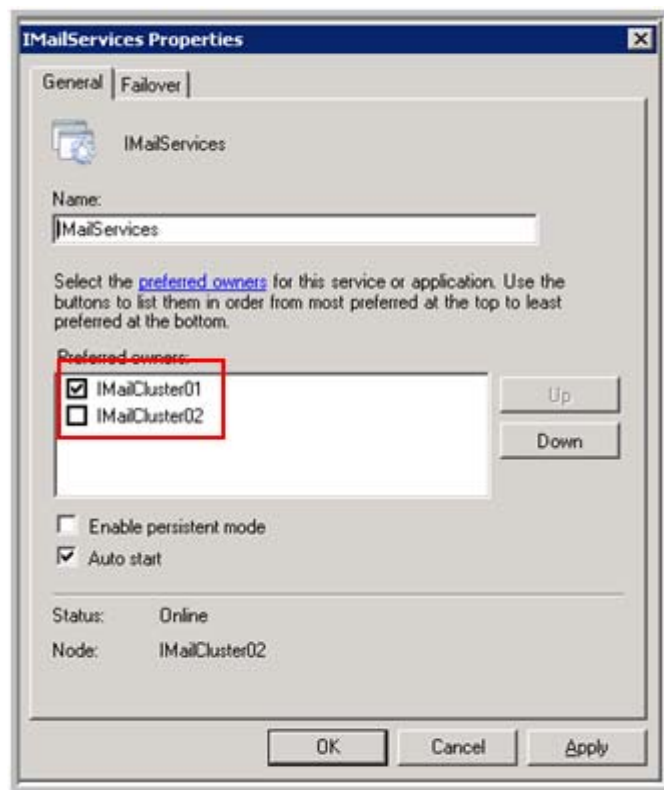 IMailServices Properties
General
Failover
IMailServices
Name:
IMailServices
Select the preferred owners for this service or application. Use the
buttons to list them in order from most preferred at the top to least
preferred at the bottom.
Preferred owners:
IMailCluster01
IMailCluster02
Up
Down
Enable persistent mode
Auto start
Status: Online
Node: IMailCluster02
OK
Cancel
Apply